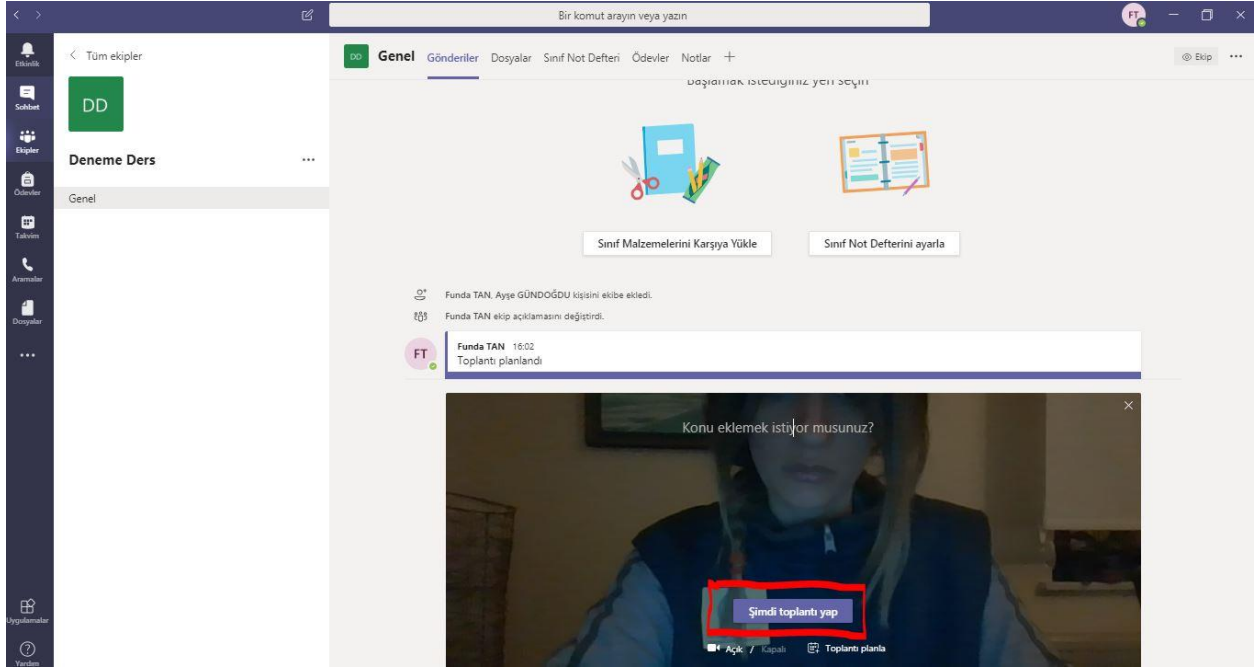 Bir komut arayın veya yazın
FT
Etkinlik
Sohbet
Ekipler
Ödevler
Takvim
Aramalar
Dosyalar
Uygulamalar
Yardım
Tüm ekipler
DD
Deneme Ders
Genel
DD Genel Gönderiler Dosyalar Sınıf Not Defteri Ödevler Notlar
Ekip
Başlamak istediğiniz yeri seçin
Sınıf Malzemelerini Karşıya Yükle
Sınıf Not Defterini ayarla
Funda TAN, Ayşe GÜNDOĞDU kişisini ekibe ekledi.
Funda TAN ekip açıklamasını değiştirdi.
FT
Funda TAN 16:02
Toplantı planlandı
Konu eklemek istiyor musunuz?
Şimdi toplantı yap
Açık / Kapalı Toplantı planla